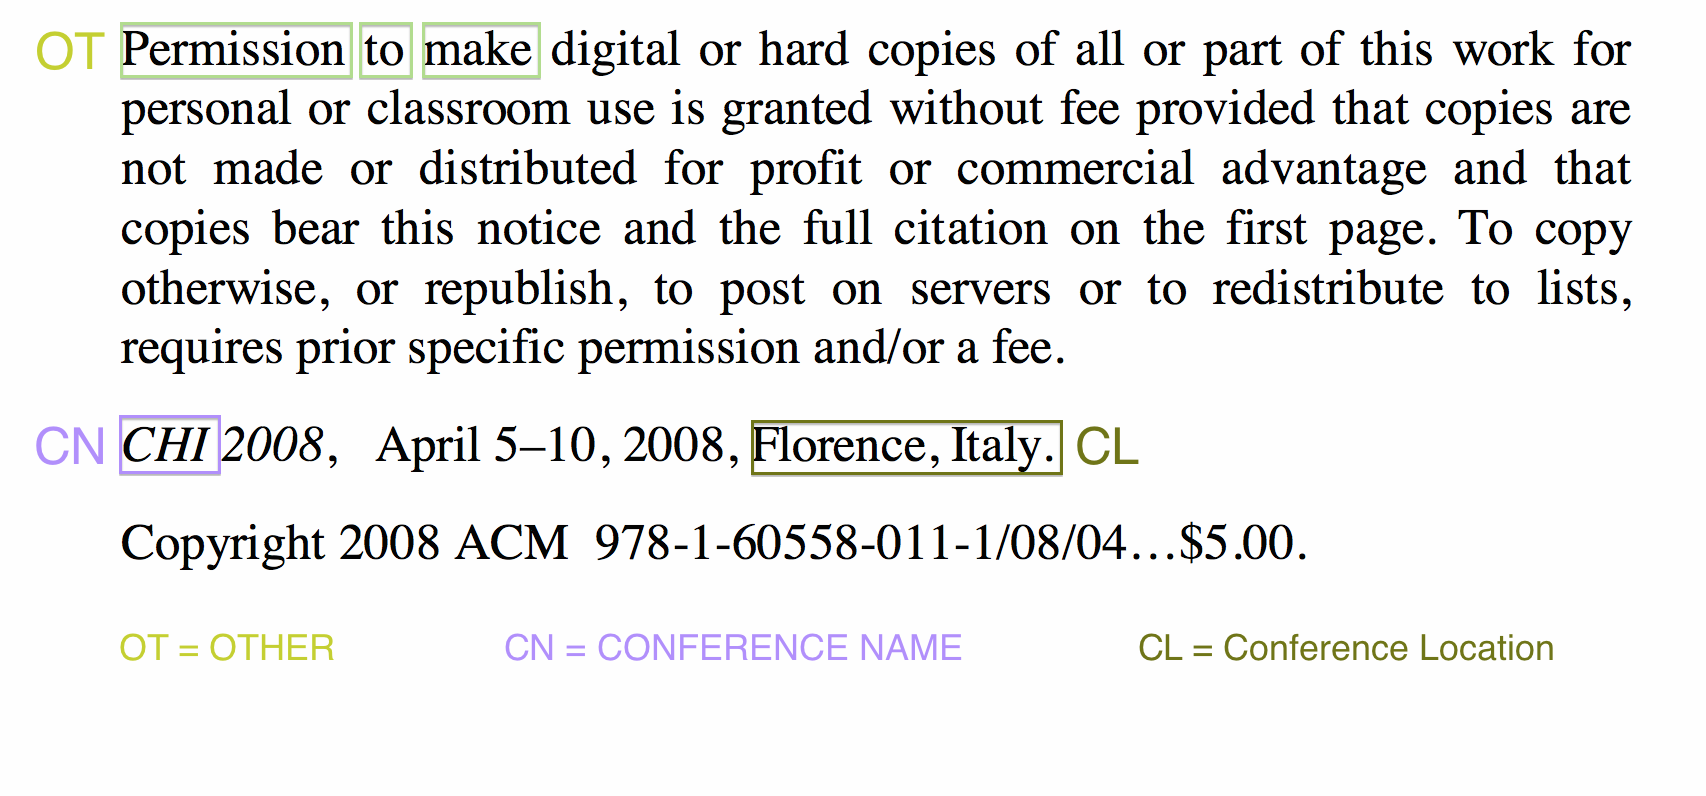 OT Permission to make digital or hard copies of all or part of this work for
personal or classroom use is granted without fee provided that copies are
not made or distributed for profit or commercial advantage and that
copies bear this notice and the full citation on the first page. To copy
otherwise, or republish, to post on servers or to redistribute to lists,
requires prior specific permission and/or a fee.
CN CHI 2008, April 5–10, 2008, Florence, Italy. CL
Copyright 2008 ACM 978-1-60558-011-1/08/04…$5.00.
OT = OTHER CN = CONFERENCE NAME CL = Conference Location